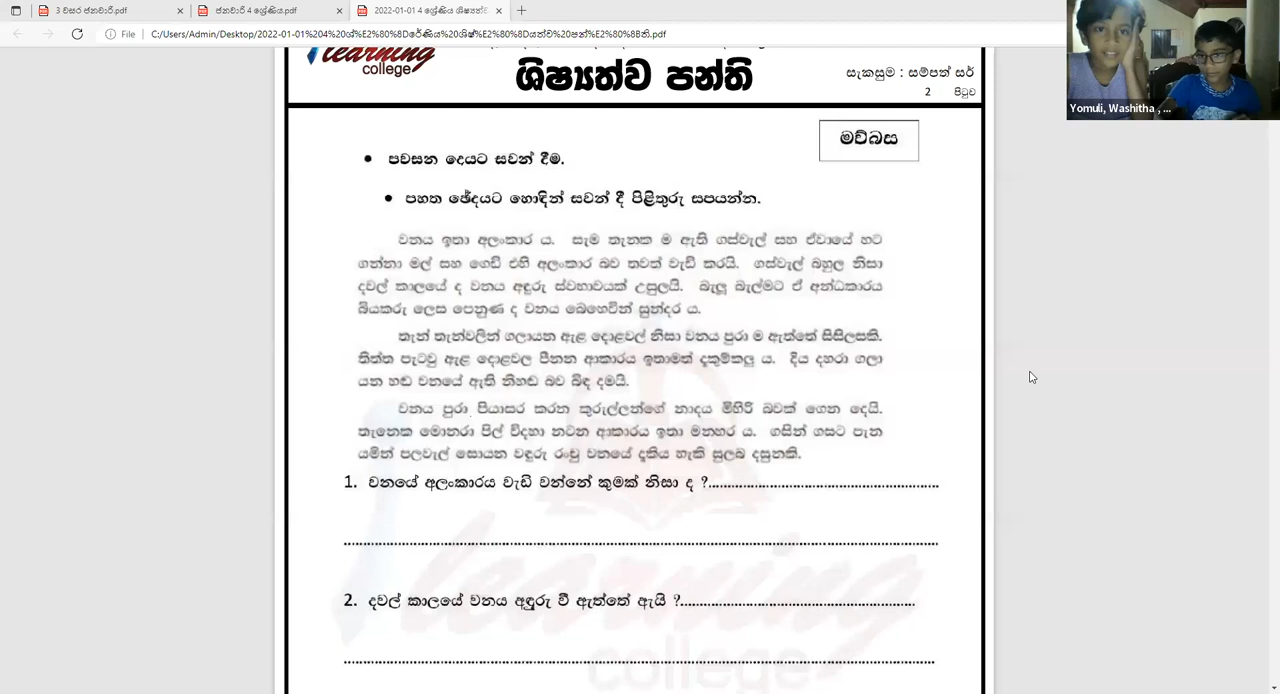 3 වසර ජනවාරි.pdf
ජනවාරි 4 ශ්‍රේණිය.pdf
2022-01-01 4 ශ්‍රේණිය ශිෂ්‍යත්ව
File
C:/Users/Admin/Desktop/2022-01-01%204%20ශ්%E2%80%8Dරේණිය%20ශිෂ්%E2%80%8Dයත්ව%20පන්%E2%80%8Bති.pdf
learning
college
ශිෂ්‍යත්ව පන්ති
සැකසුම : සම්පත් සර්
2 පිටුව
Yomuli, Washitha , ...
මව්බස
• පවසන දෙයට සවන් දීම.
• පහත ඡේදයට හොඳින් සවන් දී පිළිතුරු සපයන්න.
වනය ඉතා අලංකාර ය. සැම තැනක ම ඇති ගස්වැල් සහ ඒවායේ හට
ගන්නා මල් සහ ගෙඩි එහි අලංකාර බව තවත් වැඩි කරයි. ගස්වැල් බහුල නිසා
දවල් කාලයේ ද වනය අඳුරු ස්වභාවයක් උසුලයි. බැලූ බැල්මට ඒ අන්ධකාරය
බියකරු ලෙස පෙනුණ ද වනය බෙහෙවින් සුන්දර ය.
තැන් තැන්වලින් ගලායන ඇළ දොළවල් නිසා වනය පුරා ම ඇත්තේ සිසිලසකි.
තිත්ත පැටවු ඇළ දොළවල පීනන ආකාරය ඉතාමත් දැකුම්කලු ය. දිය දහරා ගලා
යන හඬ වනයේ ඇති නිහඬ බව බිඳ දමයි.
වනය පුරා පියාසර කරන කුරුල්ලන්ගේ නාදය මිහිරි බවක් ගෙන දෙයි.
තැනෙක මොනරා පිල් විදහා නටන ආකාරය ඉතා මනහර ය. ගසින් ගසට පැන
යමින් පලවැල් සොයන වඳුරු රංචු වනයේ දැකිය හැකි සුලබ දසුනකි.
1. වනයේ අලංකාරය වැඩි වන්නේ කුමක් නිසා ද ?
2. දවල් කාලයේ වනය අඳුරු වී ඇත්තේ ඇයි ?
learning
college